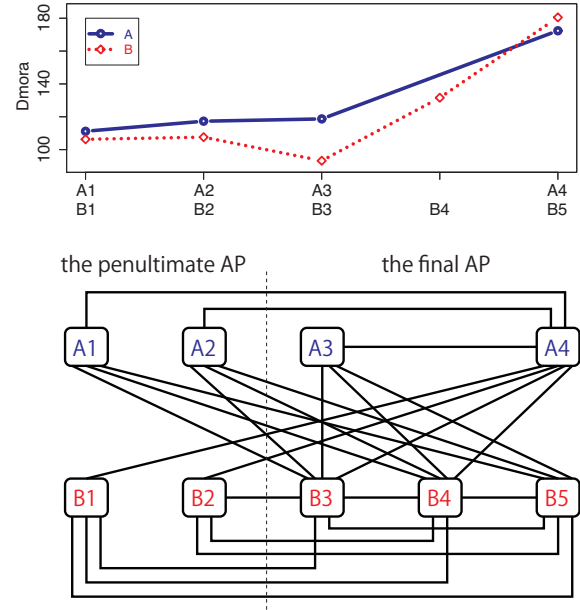 180
140
100
Dmora
A
B
A1 A2 A3 A4
B1 B2 B3 B4 B5
the penultimate AP the final AP
A1 A2 A3 A4
B1 B2 B3 B4 B5